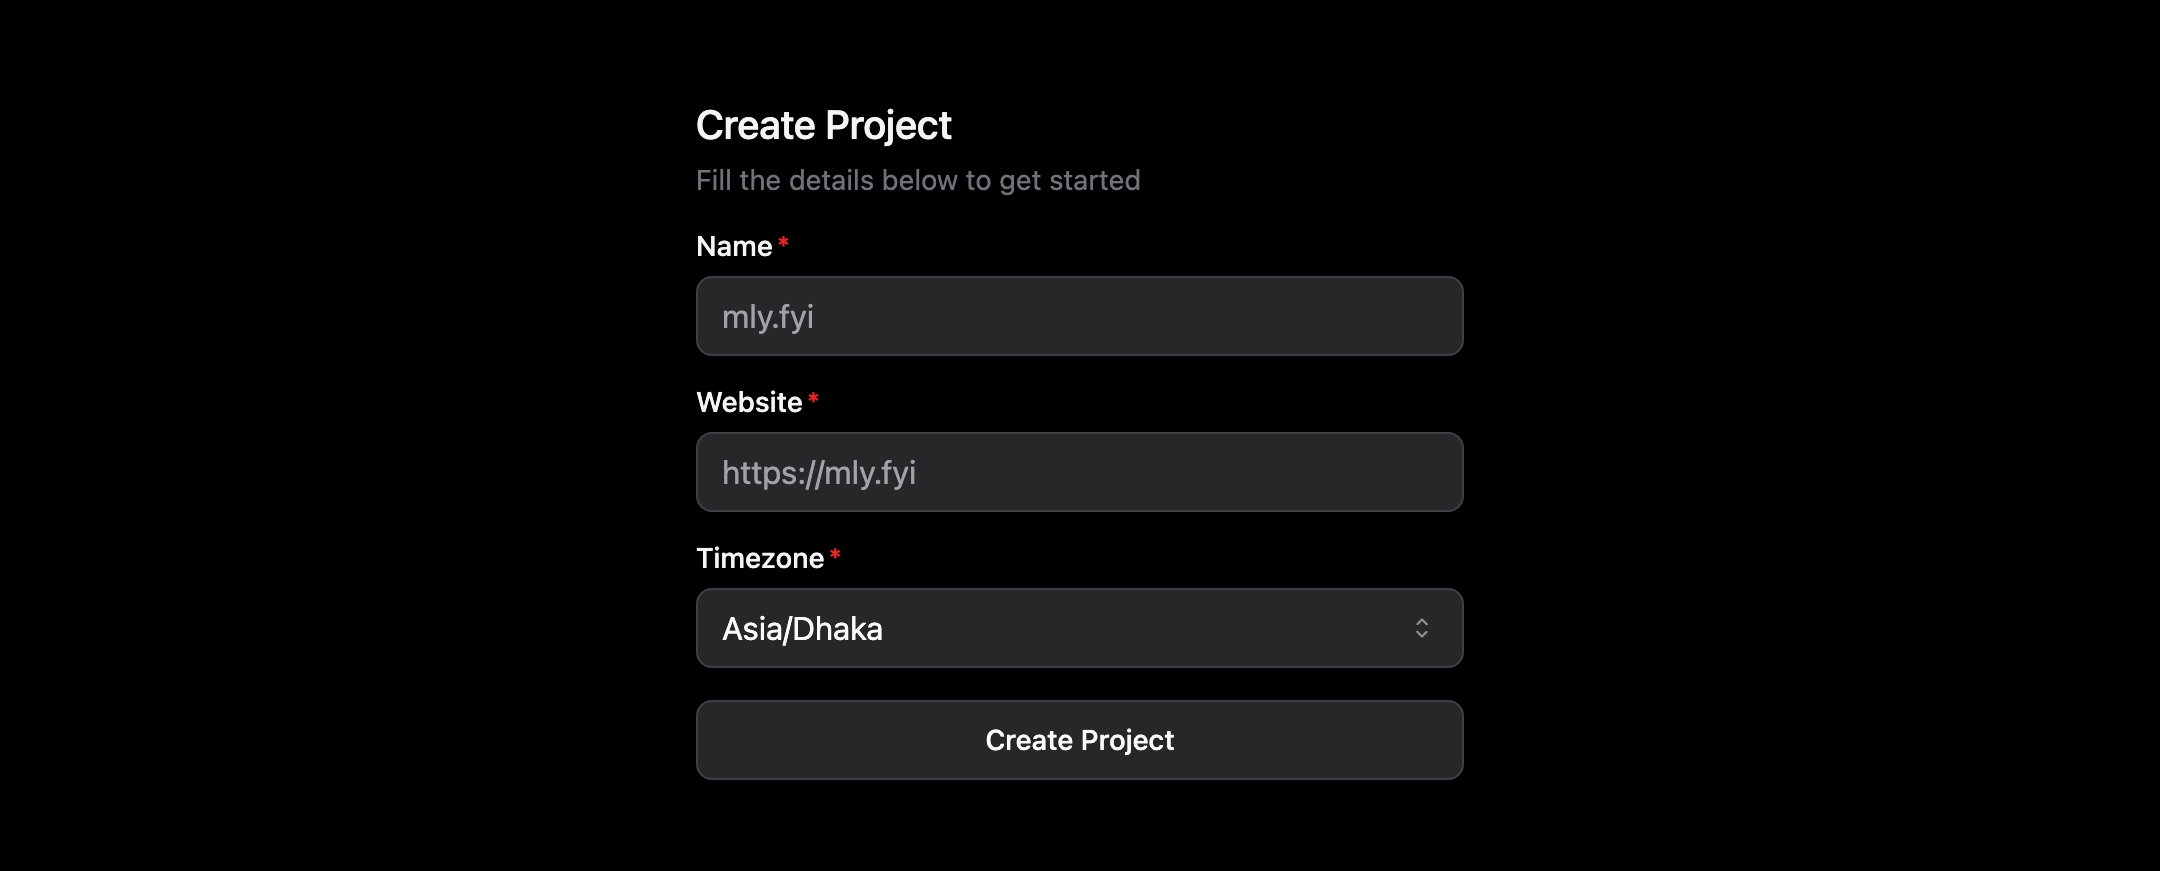 Create Project
Fill the details below to get started
Name *
mly.fyi
Website *
https://mly.fyi
Timezone *
Asia/Dhaka
Create Project